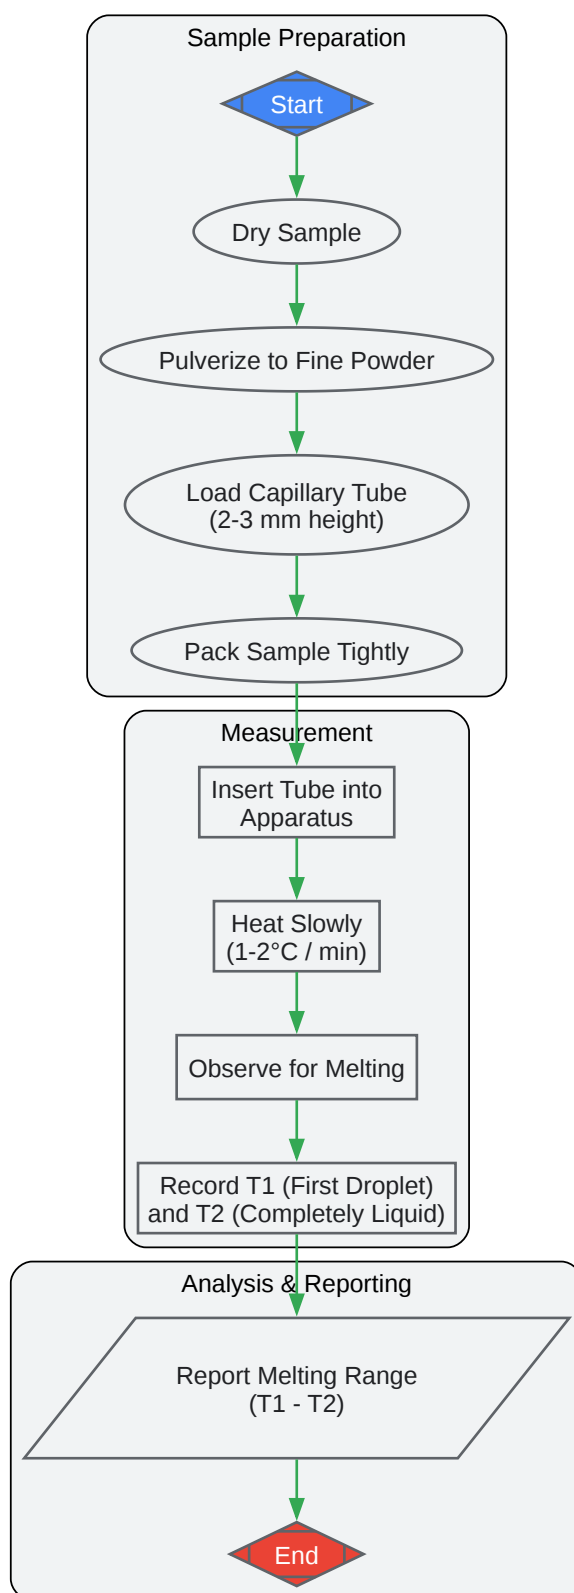 Sample Preparation
Start
Dry Sample
Pulverize to Fine Powder
Load Capillary Tube
(2-3 mm height)
Pack Sample Tightly
Measurement
Insert Tube into
Apparatus
Heat Slowly
(1-2°C / min)
Observe for Melting
Record T1 (First Droplet)
and T2 (Completely Liquid)
Analysis & Reporting
Report Melting Range
(T1 - T2)
End